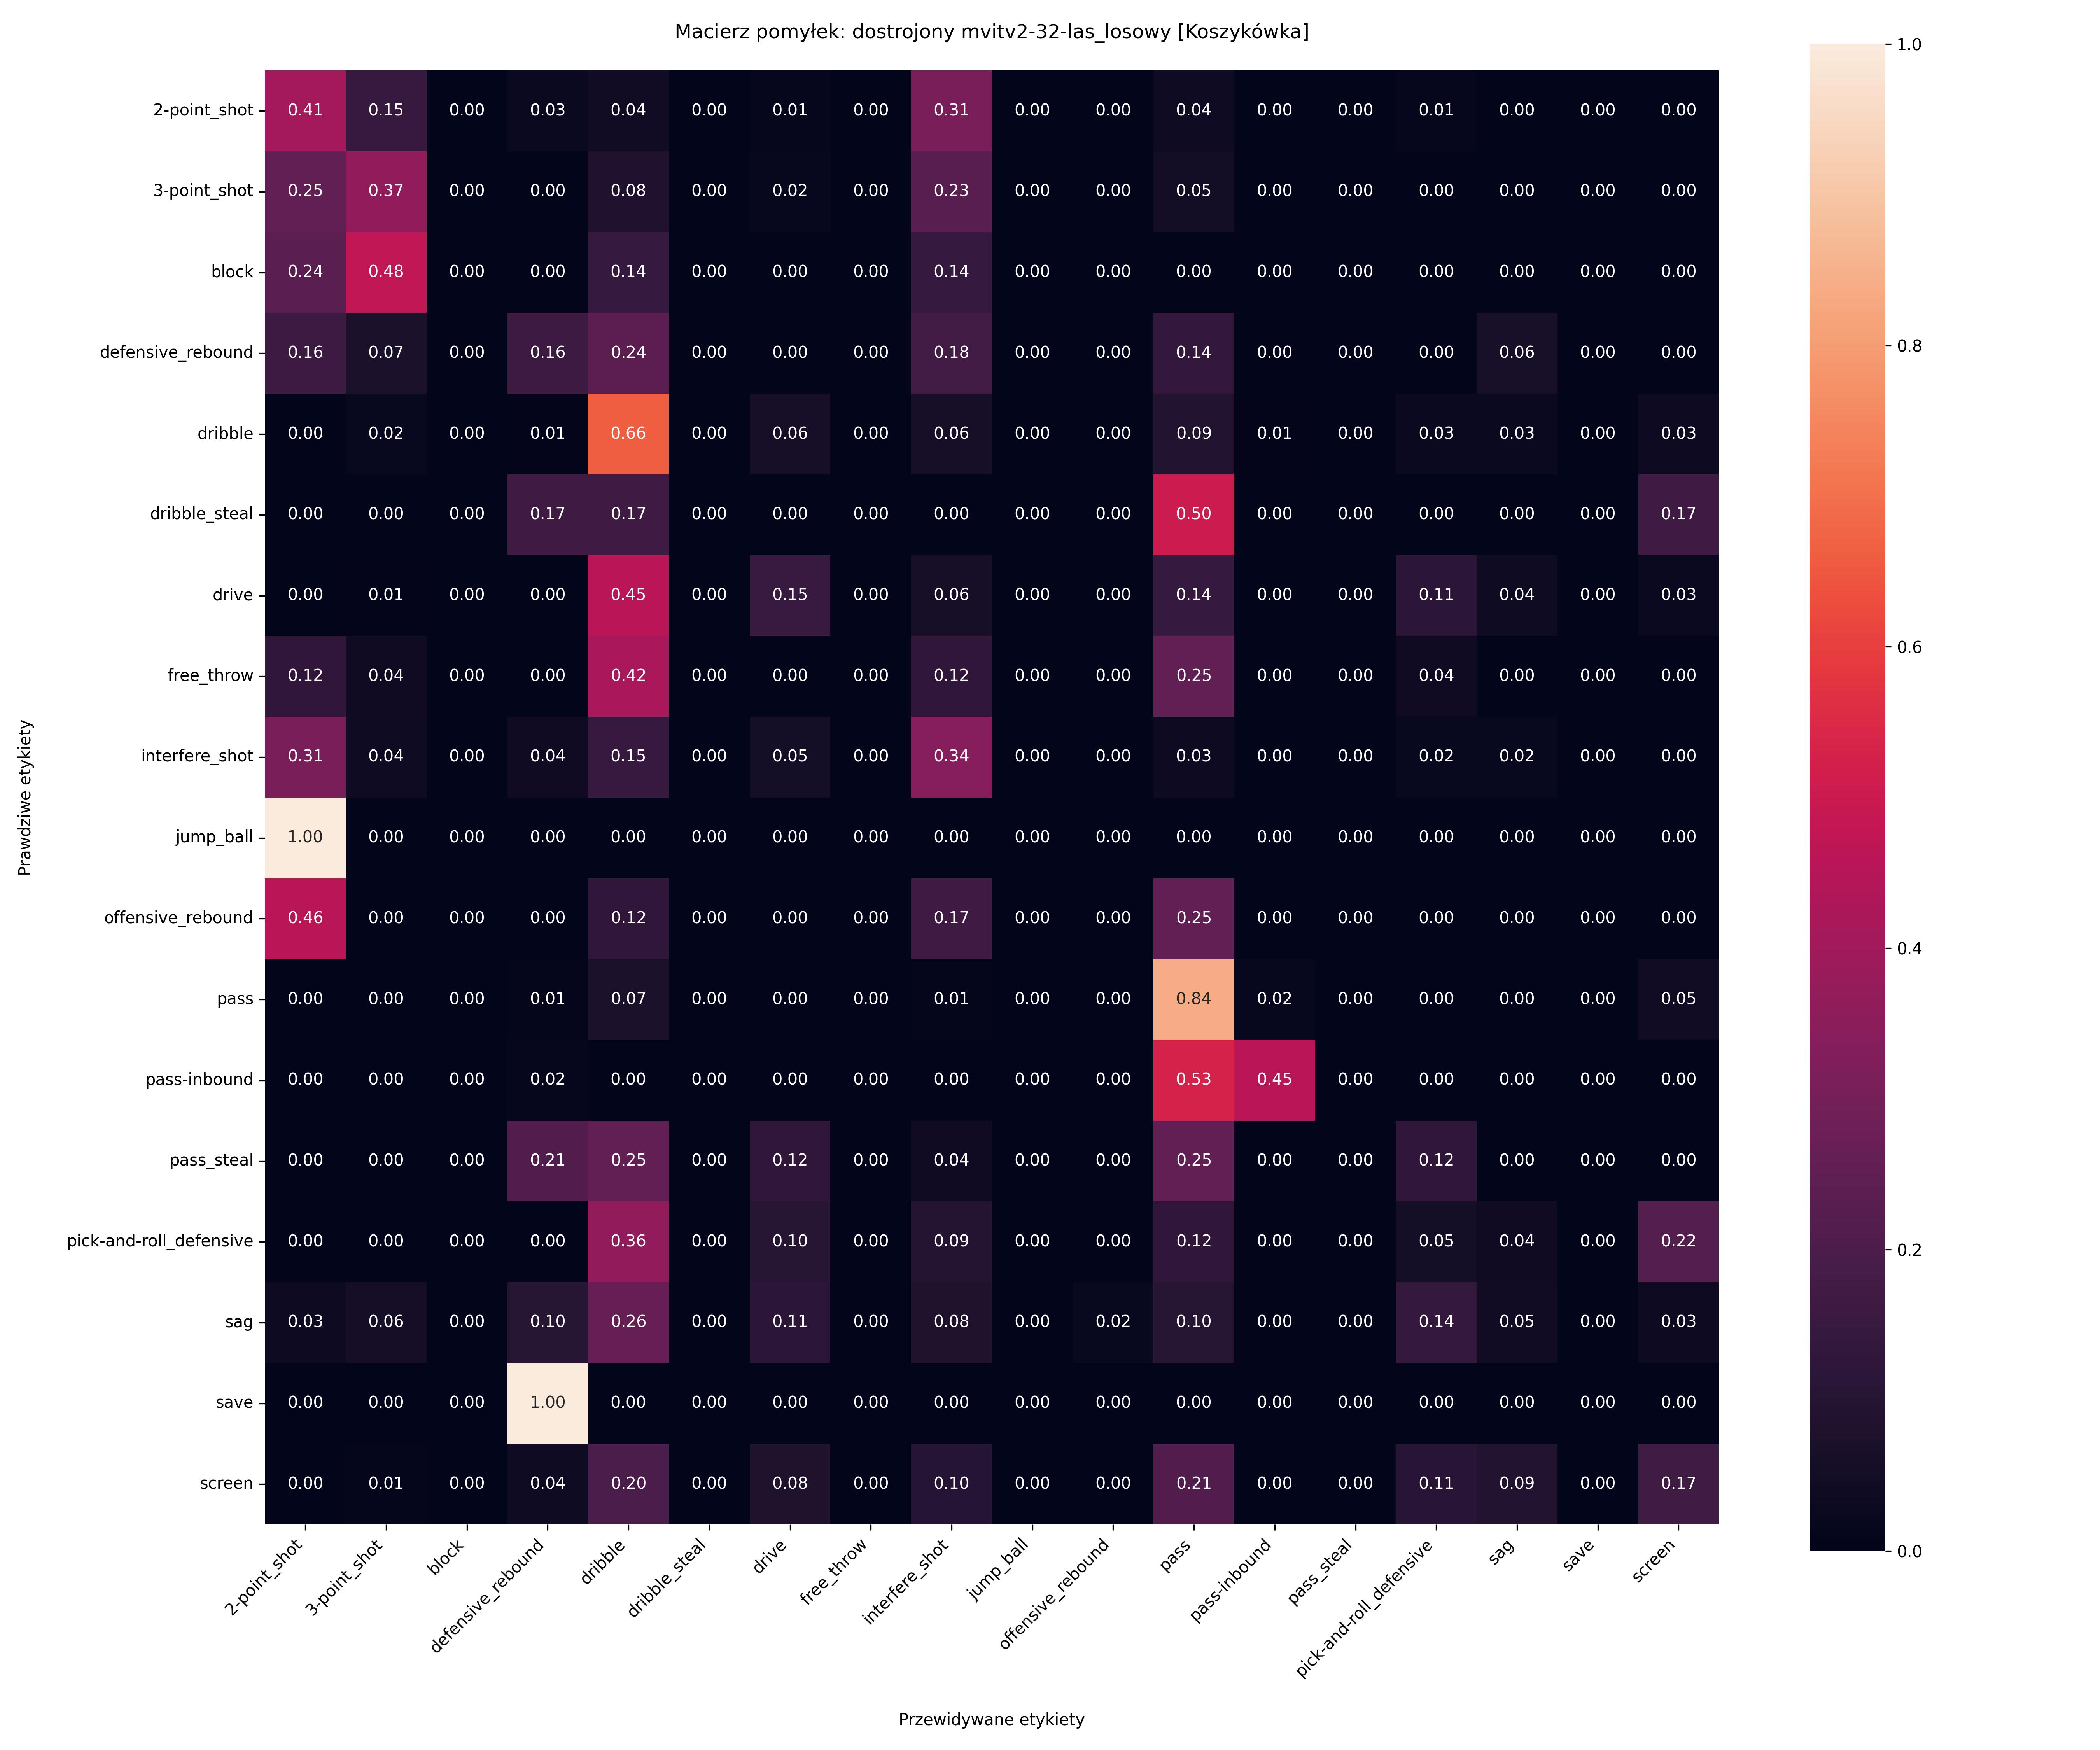 Macierz pomyłek: dostrojony mvitv2-32-las_losowy [Koszykówka]
1.0
2-point_shot 0.41 0.15 0.00 0.03 0.04 0.00 0.01 0.00 0.31 0.00 0.00 0.04 0.00 0.00 0.01 0.00 0.00 0.00
3-point_shot 0.25 0.37 0.00 0.00 0.08 0.00 0.02 0.00 0.23 0.00 0.00 0.05 0.00 0.00 0.00 0.00 0.00 0.00
block 0.24 0.48 0.00 0.00 0.14 0.00 0.00 0.00 0.14 0.00 0.00 0.00 0.00 0.00 0.00 0.00 0.00 0.00
0.8
defensive_rebound 0.16 0.07 0.00 0.16 0.24 0.00 0.00 0.00 0.18 0.00 0.00 0.14 0.00 0.00 0.00 0.06 0.00 0.00
dribble 0.00 0.02 0.00 0.01 0.66 0.00 0.06 0.00 0.06 0.00 0.00 0.09 0.01 0.00 0.03 0.03 0.00 0.03
dribble_steal 0.00 0.00 0.00 0.17 0.17 0.00 0.00 0.00 0.00 0.00 0.00 0.50 0.00 0.00 0.00 0.00 0.00 0.17
drive 0.00 0.01 0.00 0.00 0.45 0.00 0.15 0.00 0.06 0.00 0.00 0.14 0.00 0.00 0.11 0.04 0.00 0.03
0.6
free_throw 0.12 0.04 0.00 0.00 0.42 0.00 0.00 0.00 0.12 0.00 0.00 0.25 0.00 0.00 0.04 0.00 0.00 0.00
interfere_shot 0.31 0.04 0.00 0.04 0.15 0.00 0.05 0.00 0.34 0.00 0.00 0.03 0.00 0.00 0.02 0.02 0.00 0.00
Prawdziwe etykiety
jump_ball 1.00 0.00 0.00 0.00 0.00 0.00 0.00 0.00 0.00 0.00 0.00 0.00 0.00 0.00 0.00 0.00 0.00 0.00
offensive_rebound 0.46 0.00 0.00 0.00 0.12 0.00 0.00 0.00 0.17 0.00 0.00 0.25 0.00 0.00 0.00 0.00 0.00 0.00
0.4
pass 0.00 0.00 0.00 0.01 0.07 0.00 0.00 0.00 0.01 0.00 0.00 0.84 0.02 0.00 0.00 0.00 0.00 0.05
pass-inbound 0.00 0.00 0.00 0.02 0.00 0.00 0.00 0.00 0.00 0.00 0.00 0.53 0.45 0.00 0.00 0.00 0.00 0.00
pass_steal 0.00 0.00 0.00 0.21 0.25 0.00 0.12 0.00 0.04 0.00 0.00 0.25 0.00 0.00 0.12 0.00 0.00 0.00
pick-and-roll_defensive 0.00 0.00 0.00 0.00 0.36 0.00 0.10 0.00 0.09 0.00 0.00 0.12 0.00 0.00 0.05 0.04 0.00 0.22
0.2
sag 0.03 0.06 0.00 0.10 0.26 0.00 0.11 0.00 0.08 0.00 0.02 0.10 0.00 0.00 0.14 0.05 0.00 0.03
save 0.00 0.00 0.00 1.00 0.00 0.00 0.00 0.00 0.00 0.00 0.00 0.00 0.00 0.00 0.00 0.00 0.00 0.00
screen 0.00 0.01 0.00 0.04 0.20 0.00 0.08 0.00 0.10 0.00 0.00 0.21 0.00 0.00 0.11 0.09 0.00 0.17
0.0
2-point_shot
3-point_shot
block
defensive_rebound
dribble
dribble_steal
drive
free_throw
interfere_shot
jump_ball
offensive_rebound
pass
pass-inbound
pass_steal
pick-and-roll_defensive
sag
save
screen
Przewidywane etykiety